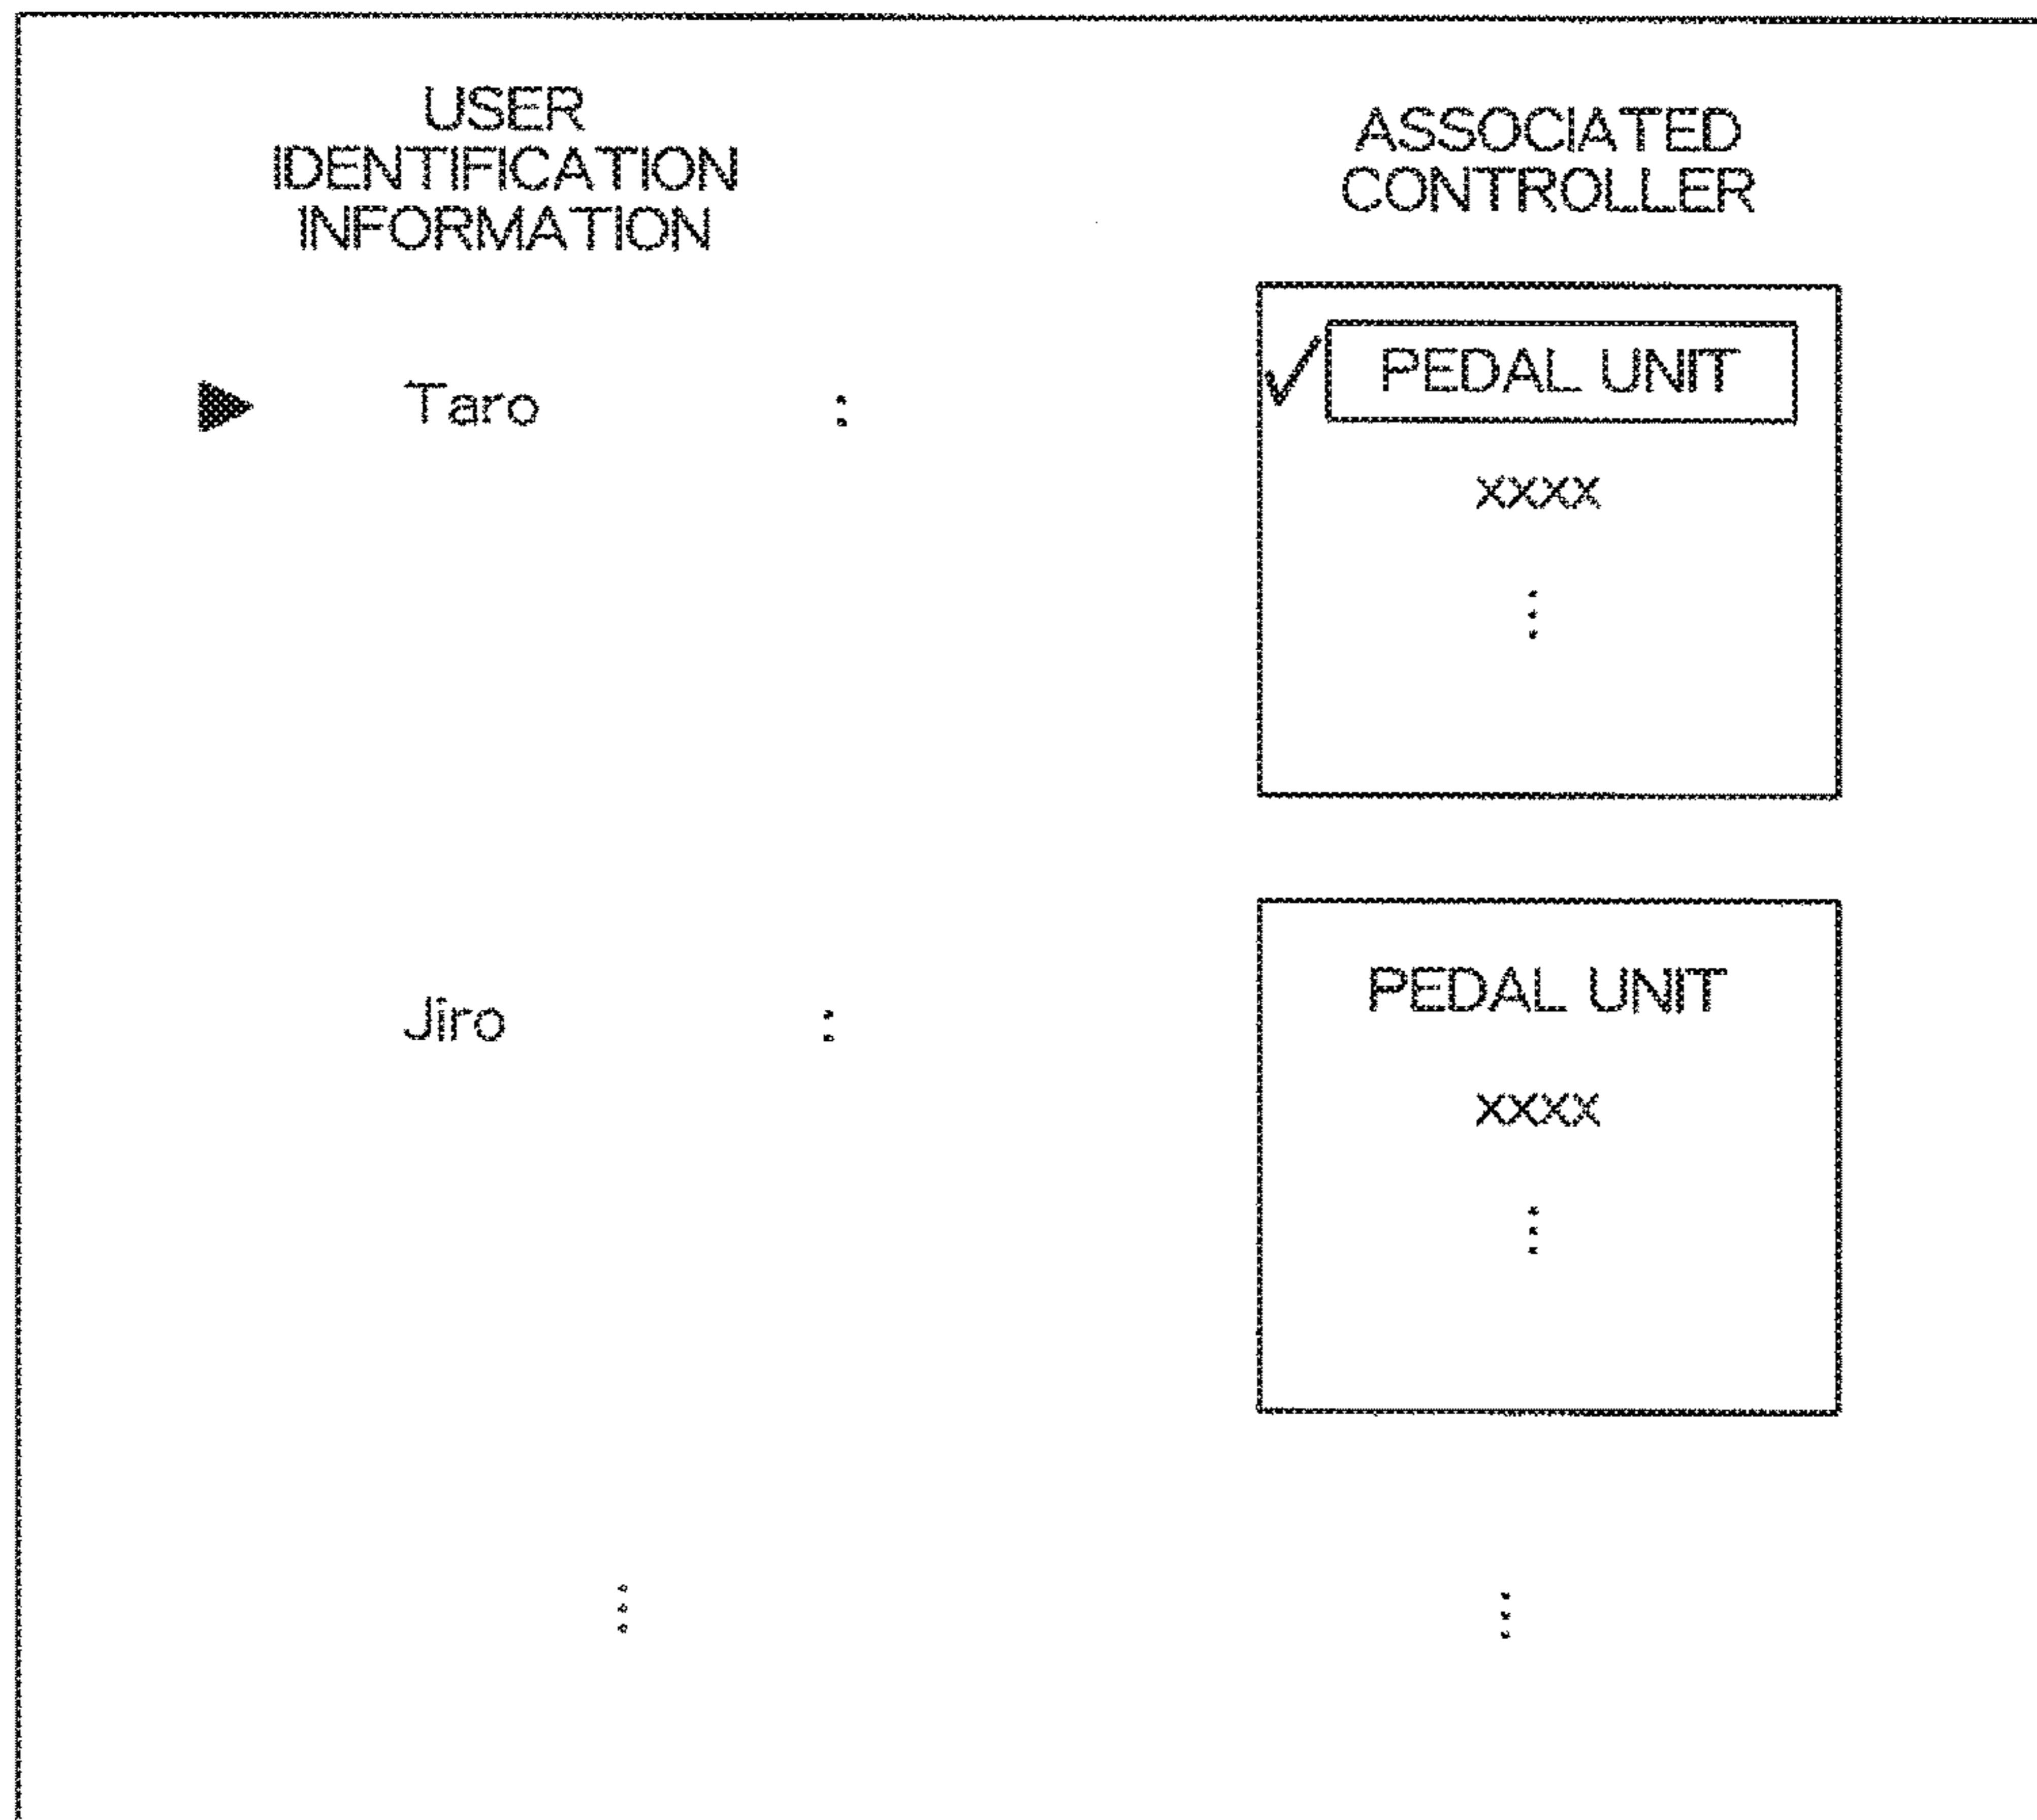 USER
IDENTIFICATION
INFORMATION
ASSOCIATED
CONTROLLER
Taro :
✓ PEDAL UNIT
xxxx
⋮
Jiro :
PEDAL UNIT
xxxx
⋮
⋮ ⋮